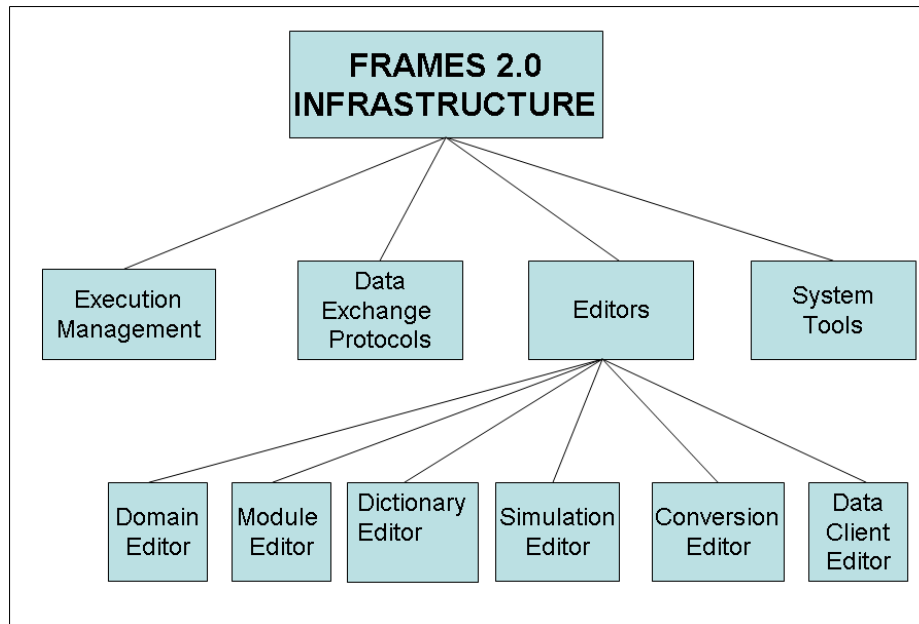 FRAMES 2.0
INFRASTRUCTURE
Execution
Management
Data
Exchange
Protocols
Editors
System
Tools
Domain
Editor
Module
Editor
Dictionary
Editor
Simulation
Editor
Conversion
Editor
Data
Client
Editor